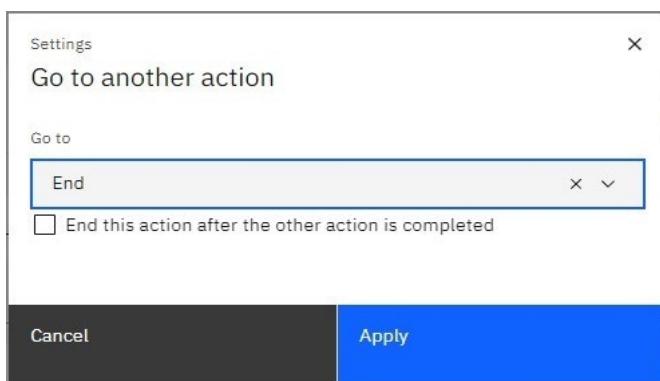 Settings
Go to another action
Go to
End
End this action after the other action is completed
Cancel
Apply